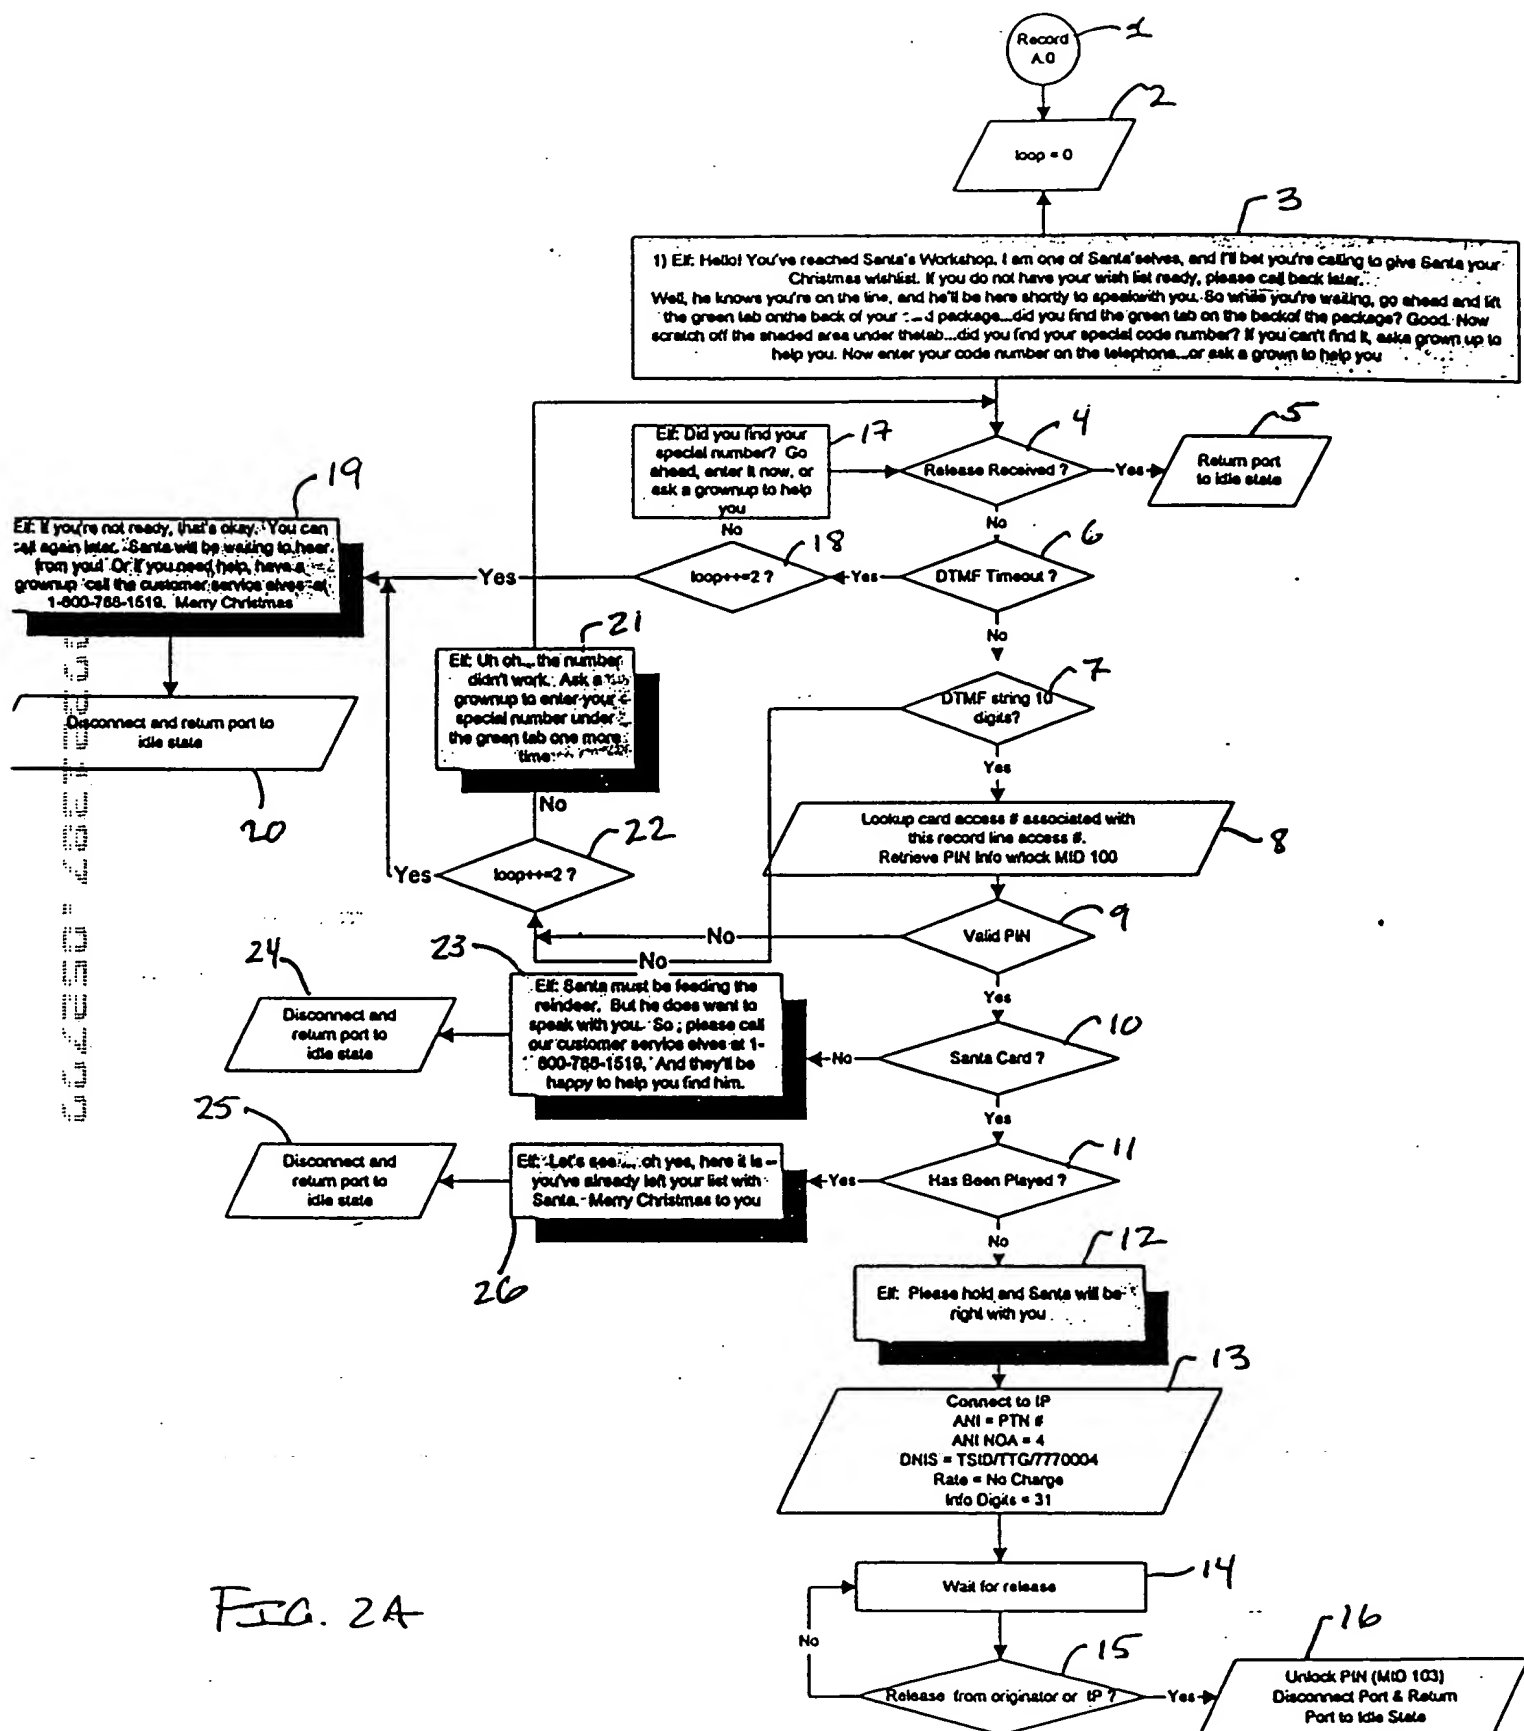 Record
A.0
1
2
loop = 0
3
1) Elf: Hello! You've reached Santa's Workshop. I am one of Santa'selves, and I'll bet you're calling to give Santa your
Christmas wishlist. If you do not have your wish list ready, please call back later.
Well, he knows you're on the line, and he'll be here shortly to speakwith you. So while you're waiting, go ahead and lift
the green tab onthe back of your package...did you find the green tab on the backof the package? Good. Now
scratch off the shaded area under thetab...did you find your special code number? If you can't find it, aska grown up to
help you. Now enter your code number on the telephone...or ask a grown to help you
Elf: Did you find your
special number? Go
ahead, enter it now, or
ask a grownup to help
you
17
4
Release Received ?
Yes
5
Return port
to idle state
No
No
19
Elf: If you're not ready, that's okay. You can
call again later. Santa will be waiting to hear
from you! Or if you need help, have a
grownup call the customer service elves at
1-800-768-1519. Merry Christmas
Yes
loop++=2 ?
18
Yes
DTMF Timeout ?
6
No
21
Elf: Uh oh... the number
didn't work. Ask a
grownup to enter your
special number under
the green tab one more
time
DTMF string 10
digits?
7
Yes
Disconnect and return port to
idle state
20
No
Lookup card access # associated with
this record line access #.
Retrieve PIN Info w/lock MID 100
8
Yes
loop++=2 ?
22
No
Valid PIN
9
No
Yes
23
24
Elf: Santa must be feeding the
reindeer. But he does want to
speak with you. So ; please call
our customer service elves at 1-
800-768-1519. And they'll be
happy to help you find him.
Disconnect and
return port to
idle state
No
Santa Card ?
10
Yes
25
Disconnect and
return port to
idle state
Elf: Let's see.... oh yes, here it is --
you've already left your list with
Santa. Merry Christmas to you
26
Yes
Has Been Played ?
11
No
12
Elf: Please hold and Santa will be
right with you
13
Connect to IP
ANI = PTN #
ANI NOA = 4
DNIS = TSID/TTG/7770004
Rate = No Charge
Info Digits = 31
Wait for release
14
No
15
Release from originator or IP ?
Yes
16
Unlock PIN (MID 103)
Disconnect Port & Return
Port to Idle State
FIG. 2A